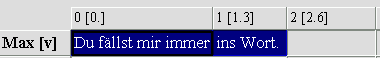 0 [0.] 1 [1.3] 2 [2.6]
Max [v] Du fällst mir immer ins Wort.